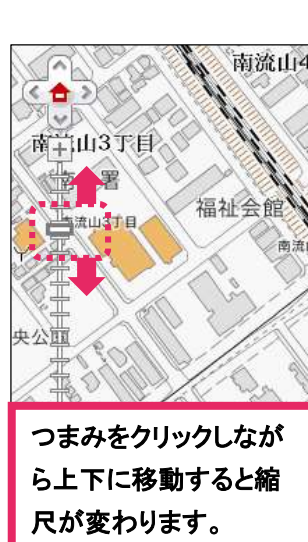 南流山4
山3丁目
署
南流山3丁目
福祉会館
南流
央公園
つまみをクリックしなが
ら上下に移動すると縮
尺が変わります。